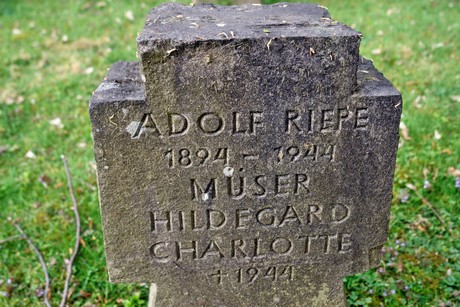 ADOLF RIEPE
1894 - 1944
MÜSER
HILDEGARD
CHARLOTTE
+ 1944